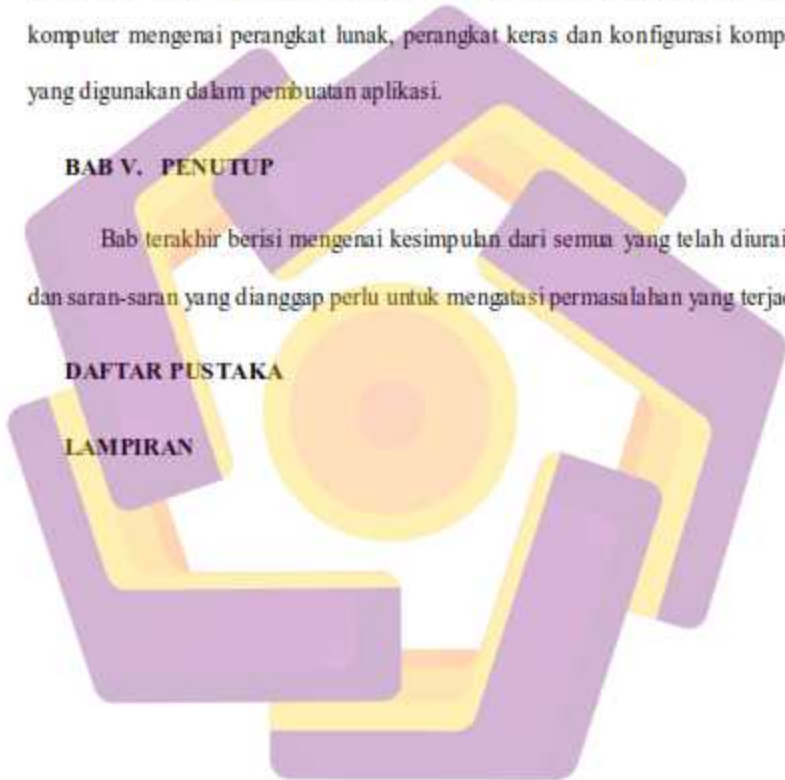 komputer mengenai perangkat lunak, perangkat keras dan konfigurasi komp
yang digunakan dalam pembuatan aplikasi.
BAB V. PENUTUP
Bab terakhir berisi mengenai kesimpulan dari semua yang telah diurai
dan saran-saran yang dianggap perlu untuk mengatasi permasalahan yang terjad
DAFTAR PUSTAKA
LAMPIRAN